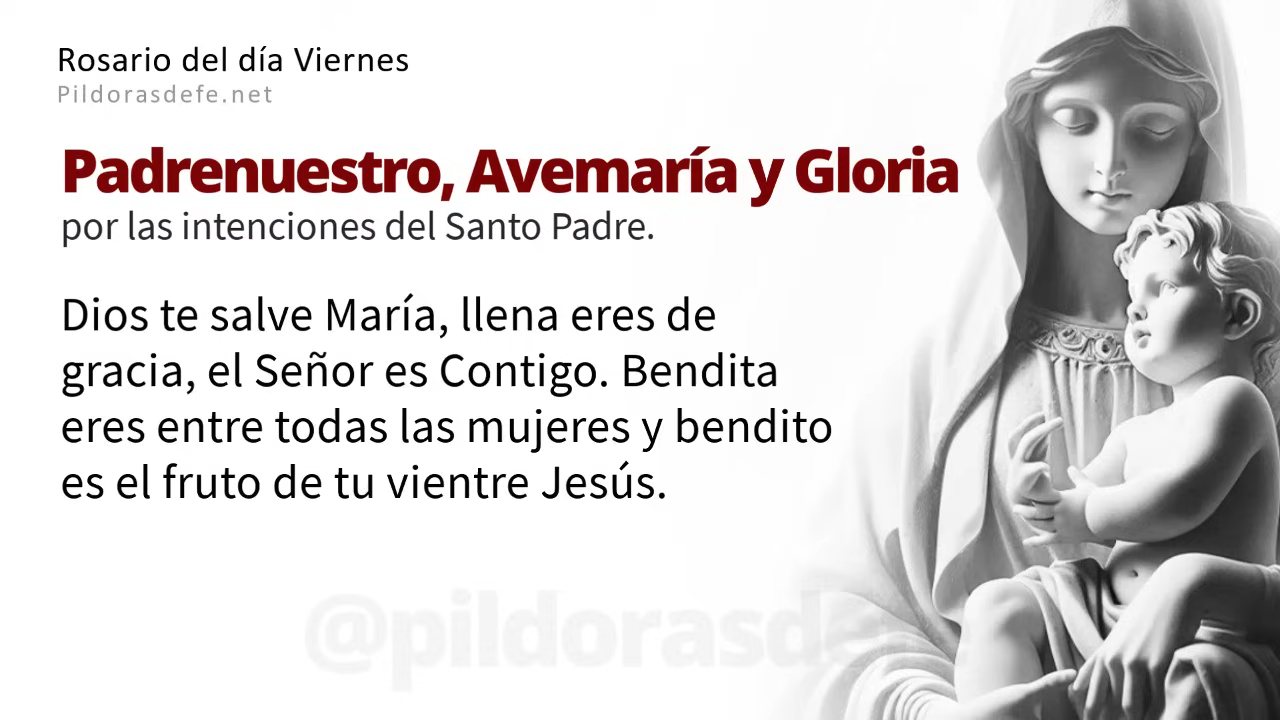 Rosario del día Viernes
Pildorasdefe.net
Padrenuestro, Avemaría y Gloria
por las intenciones del Santo Padre.
Dios te salve María, llena eres de
gracia, el Señor es Contigo. Bendita
eres entre todas las mujeres y bendito
es el fruto de tu vientre Jesús.
@pildorasde